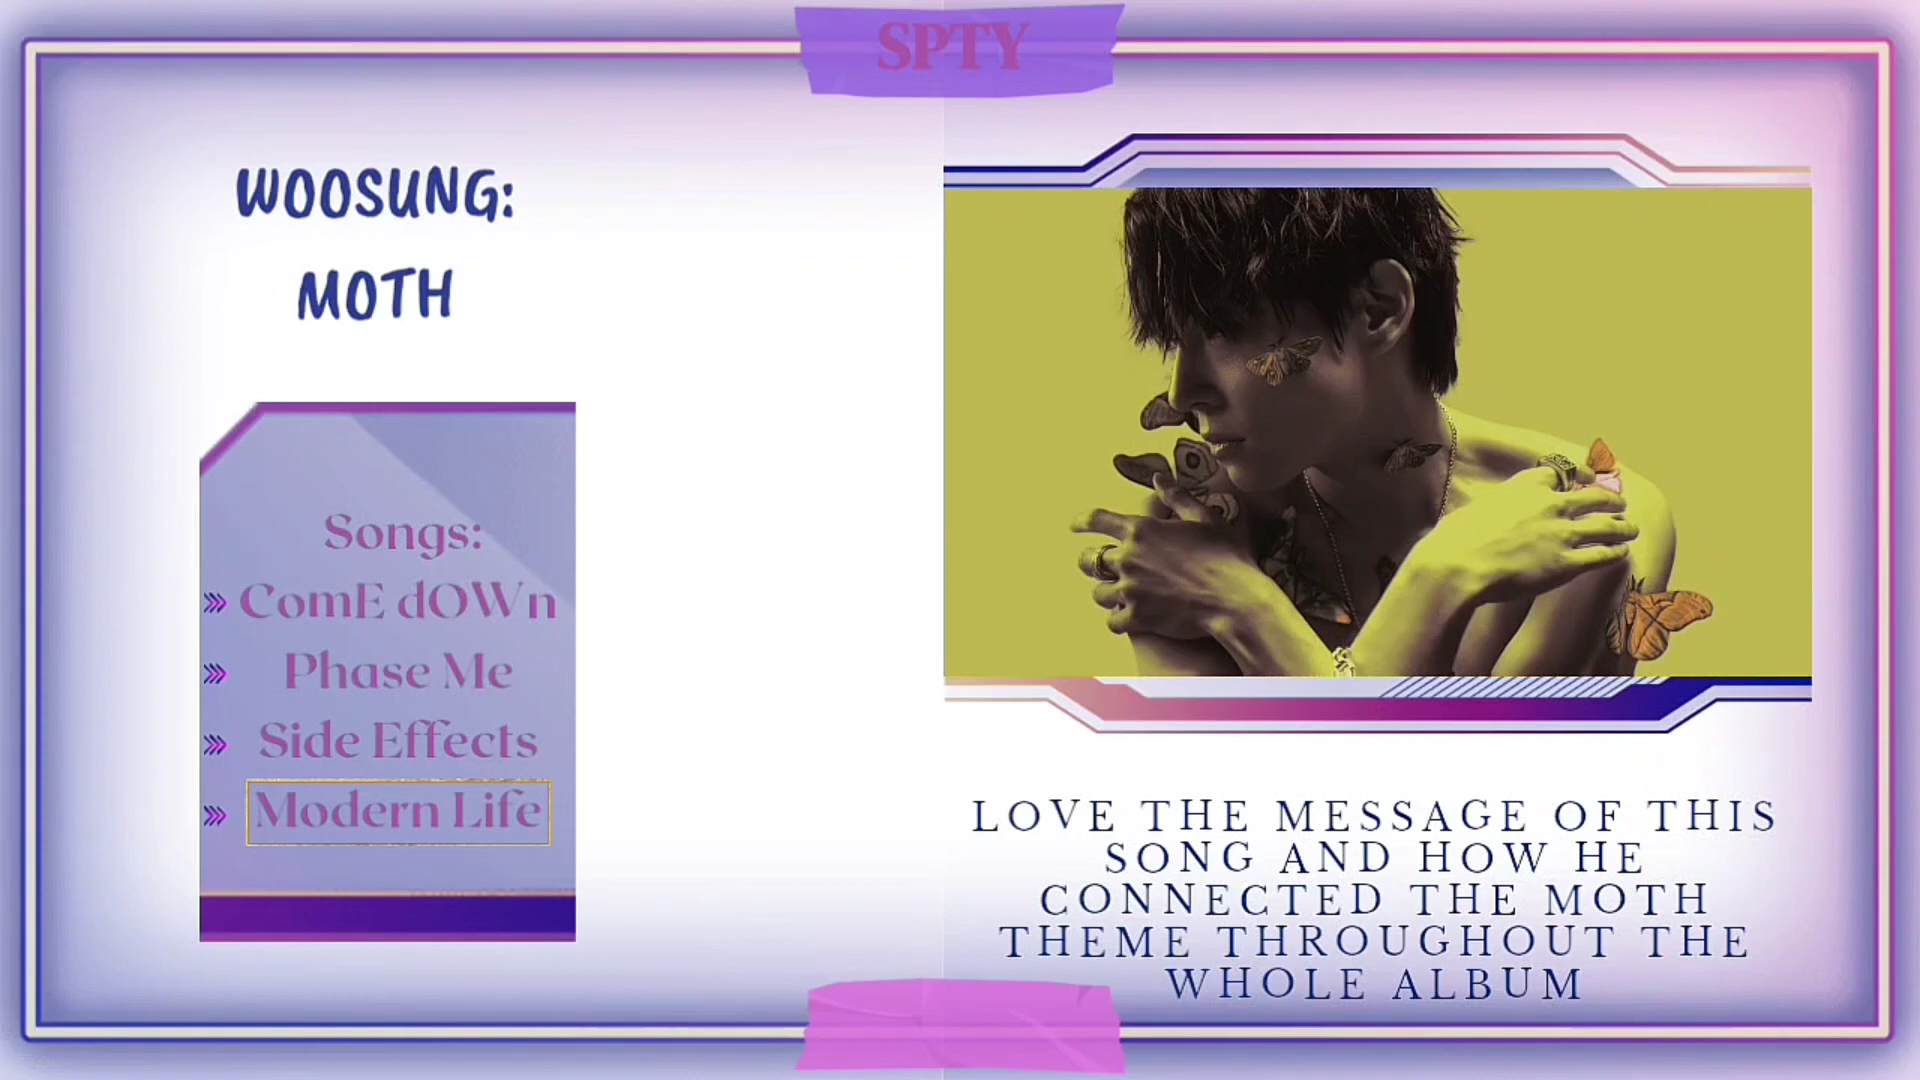 SPTY
WOOSUNG:
MOTH
Songs:
ComE dOWn
Phase Me
Side Effects
Modern Life
LOVE THE MESSAGE OF THIS
SONG AND HOW HE
CONNECTED THE MOTH
THEME THROUGHOUT THE
WHOLE ALBUM